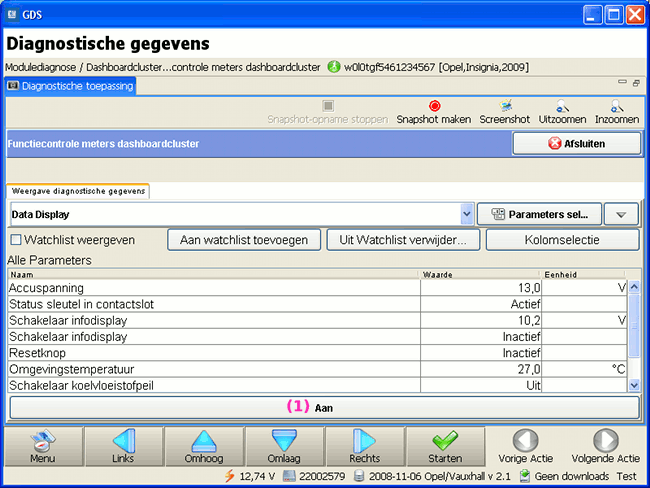 GDS
Diagnostische gegevens
Modulediagnose / Dashboardcluster...controle meters dashboardcluster w0l0tgf5461234567 [Opel,Insignia,2009]
Diagnostische toepassing
Snapshot-opname stoppen Snapshot maken Screenshot Uitzoomen Inzoomen
Functiecontrole meters dashboardcluster Afsluiten
Weergave diagnostische gegevens
Data Display Parameters sel...
Watchlist weergeven Aan watchlist toevoegen Uit Watchlist verwijder... Kolomselectie
Alle Parameters
Naam Waarde Eenheid
Accuspanning 13,0 V
Status sleutel in contactslot Actief
Schakelaar infodisplay 10,2 V
Schakelaar infodisplay Inactief
Resetknop Inactief
Omgevingstemperatuur 27,0 °C
Schakelaar koelvloeistofpeil Uit
(1) Aan
Menu Links Omhoog Omlaag Rechts Starten Vorige Actie Volgende Actie
12,74 V 22002579 2008-11-06 Opel/Vauxhall v 2.1 Geen downloads Test